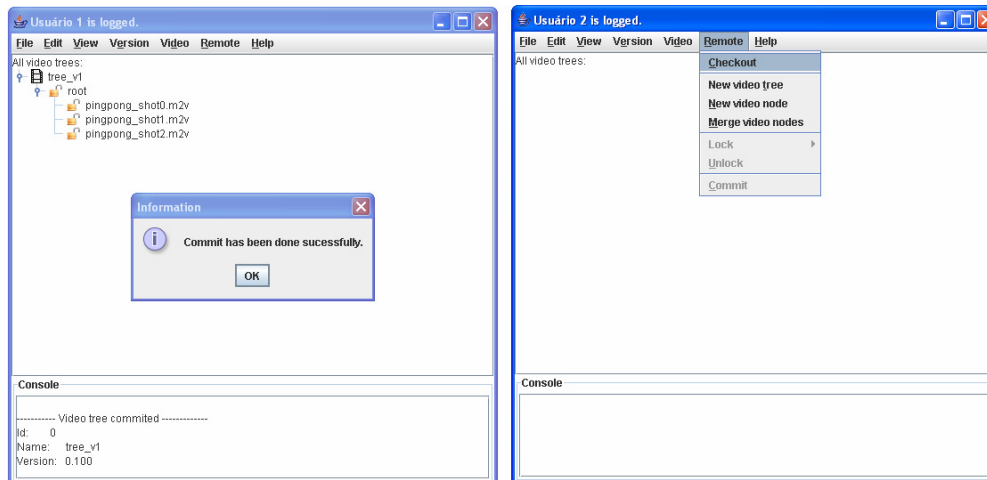 Usuário 1 is logged.
File Edit View Version Video Remote Help
All video trees:
tree_v1
root
pingpong_shot0.m2v
pingpong_shot1.m2v
pingpong_shot2.m2v
Information
Commit has been done sucessfully.
OK
Console
----------- Video tree commited -------------
Id: 0
Name: tree_v1
Version: 0.100
Usuário 2 is logged.
File Edit View Version Video Remote Help
All video trees:
Checkout
New video tree
New video node
Merge video nodes
Lock
Unlock
Commit
Console